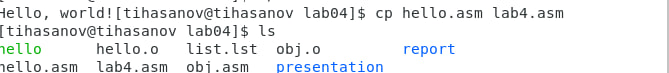 Hello, world![tihasanov@tihasanov lab04]$ cp hello.asm lab4.asm
[tihasanov@tihasanov lab04]$ ls
hello hello.o list.lst obj.o report
hello.asm lab4.asm obj.asm presentation